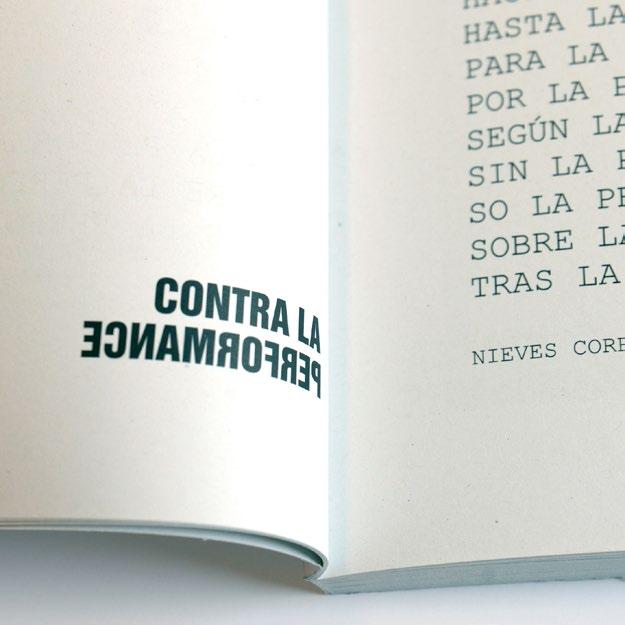 CONTRA LA
PERFORMANCE
HASTA LA
PARA LA
POR LA
SEGÚN LA
SIN LA
SO LA
SOBRE LA
TRAS LA
NIEVES